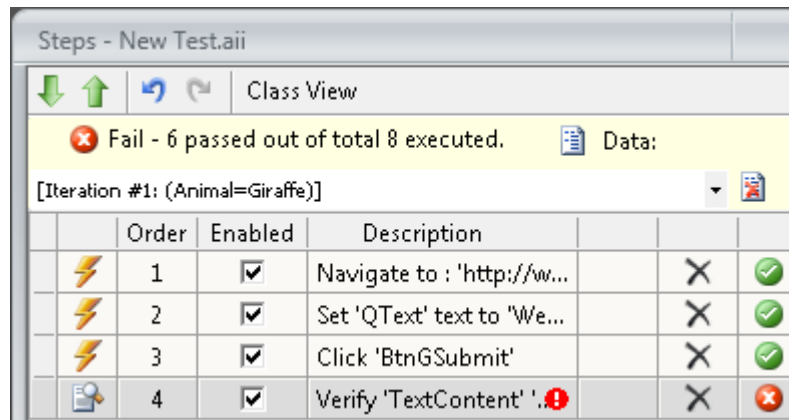 Steps - New Test.aii
Class View
Fail - 6 passed out of total 8 executed. Data:
[Iteration #1: (Animal=Giraffe)]
Order Enabled Description
1 Navigate to : 'http://w...
2 Set 'QText' text to 'We...
3 Click 'BtnGSubmit'
4 Verify 'TextContent' '..